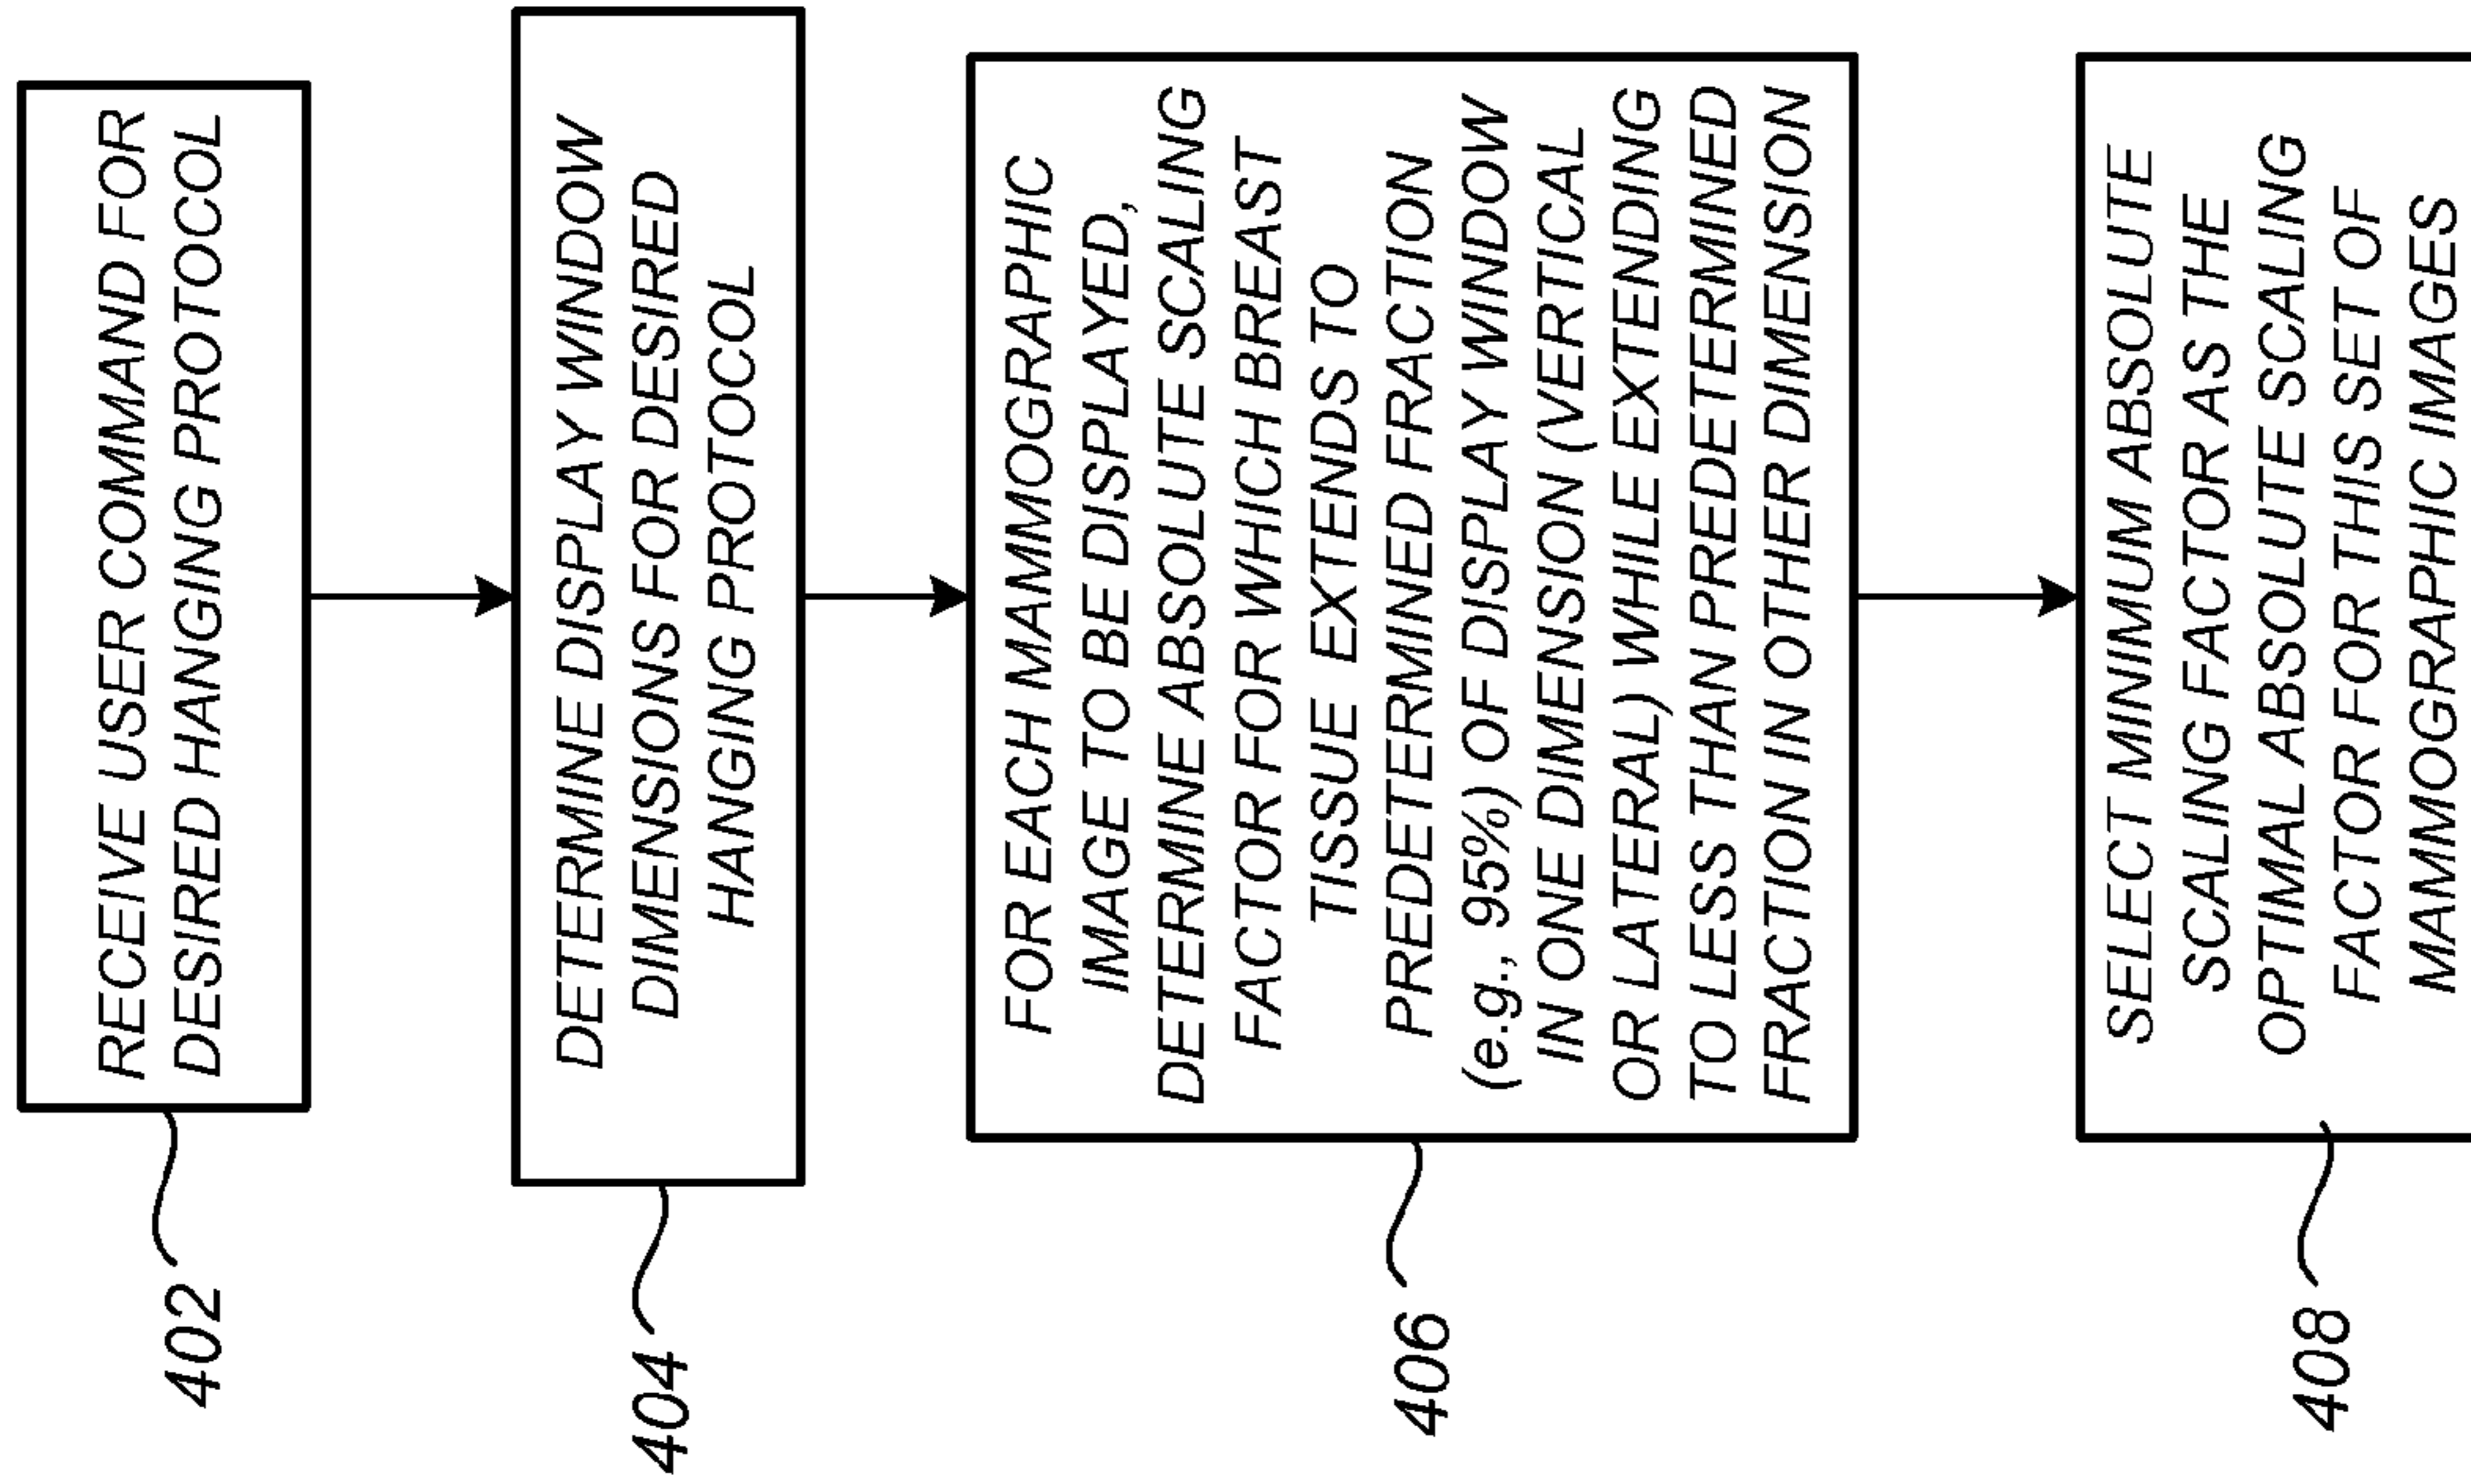 RECEIVE USER COMMAND FOR
DESIRED HANGING PROTOCOL
402
DETERMINE DISPLAY WINDOW
DIMENSIONS FOR DESIRED
HANGING PROTOCOL
404
FOR EACH MAMMOGRAPHIC
IMAGE TO BE DISPLAYED,
DETERMINE ABSOLUTE SCALING
FACTOR FOR WHICH BREAST
TISSUE EXTENDS TO
PREDETERMINED FRACTION
(e.g., 95%) OF DISPLAY WINDOW
IN ONE DIMENSION (VERTICAL
OR LATERAL) WHILE EXTENDING
TO LESS THAN PREDETERMINED
FRACTION IN OTHER DIMENSION
406
SELECT MINIMUM ABSOLUTE
SCALING FACTOR AS THE
OPTIMAL ABSOLUTE SCALING
FACTOR FOR THIS SET OF
MAMMOGRAPHIC IMAGES
408